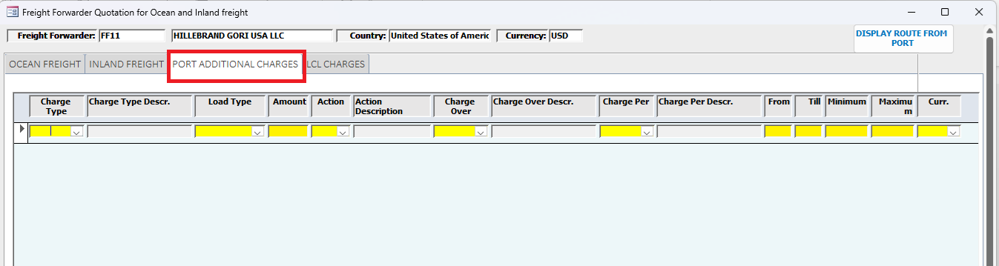 Freight Forwarder Quotation for Ocean and Inland freight
Freight Forwarder: FF11 HILLEBRAND GORI USA LLC Country: United States of Americ Currency: USD
DISPLAY ROUTE FROM
PORT
OCEAN FREIGHT INLAND FREIGHT PORT ADDITIONAL CHARGES LCL CHARGES
Charge Charge Type Descr. Load Type Amount Action Action Charge Charge Over Descr. Charge Per Charge Per Descr. From Till Minimum Maximu Curr.
Type Description Over m